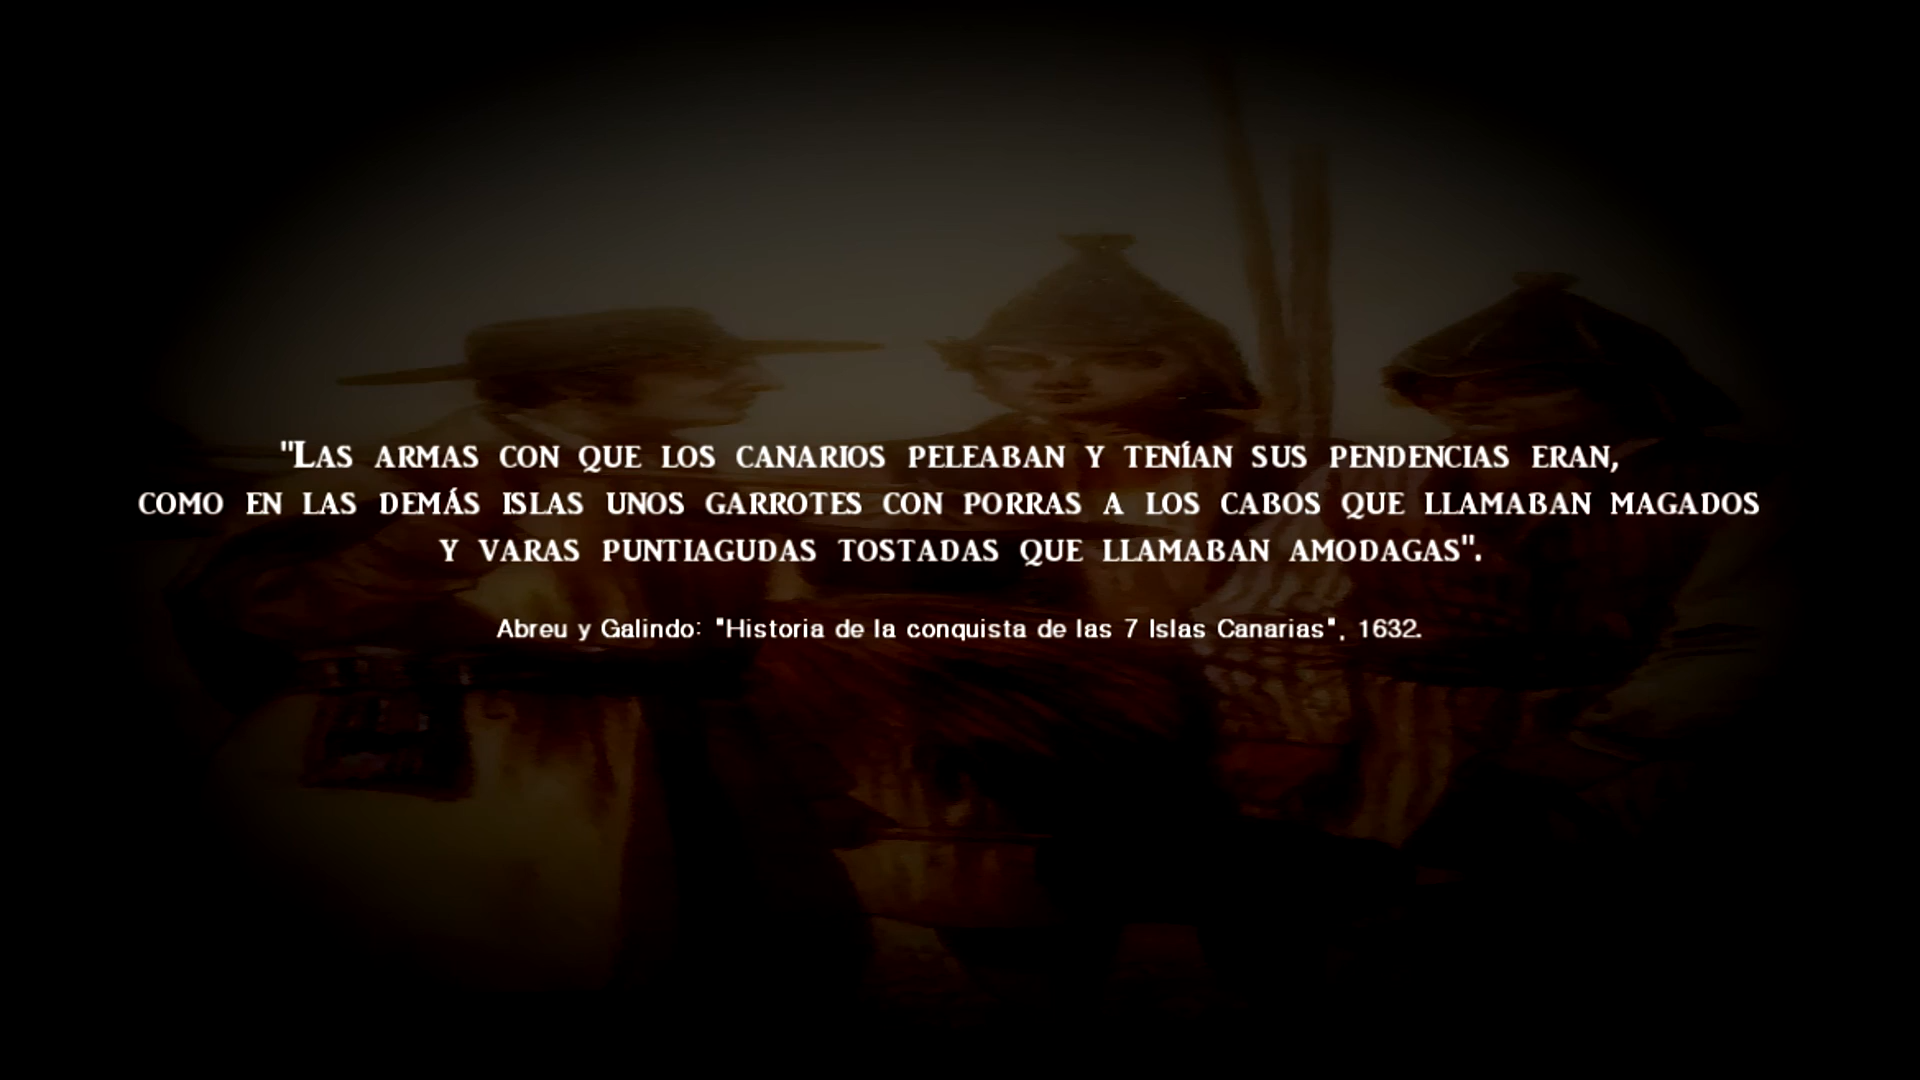 "Las armas con que los canarios peleaban y tenían sus pendencias eran,
como en las demás islas unos garrotes con porras a los cabos que llamaban magados
y varas puntiagudas tostadas que llamaban amodagas".
Abreu y Galindo: "Historia de la conquista de las 7 Islas Canarias", 1632.